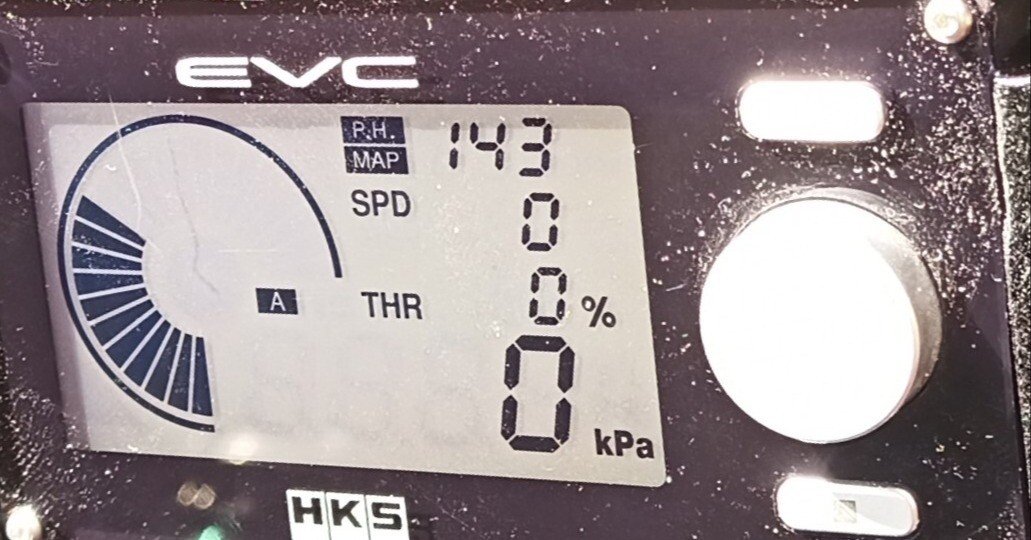 EVC
P.H.
MAP 143
SPD 0
A THR 0 %
0 kPa
HKS